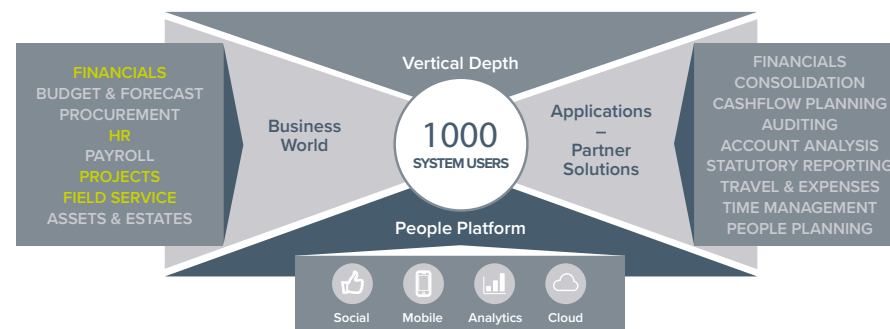 Vertical Depth
FINANCIALS
BUDGET & FORECAST
PROCUREMENT
HR
PAYROLL
PROJECTS
FIELD SERVICE
ASSETS & ESTATES
Business
World
1000
SYSTEM USERS
Applications
–
Partner
Solutions
FINANCIALS
CONSOLIDATION
CASHFLOW PLANNING
AUDITING
ACCOUNT ANALYSIS
STATUTORY REPORTING
TRAVEL & EXPENSES
TIME MANAGEMENT
PEOPLE PLANNING
People Platform
Social
Mobile
Analytics
Cloud